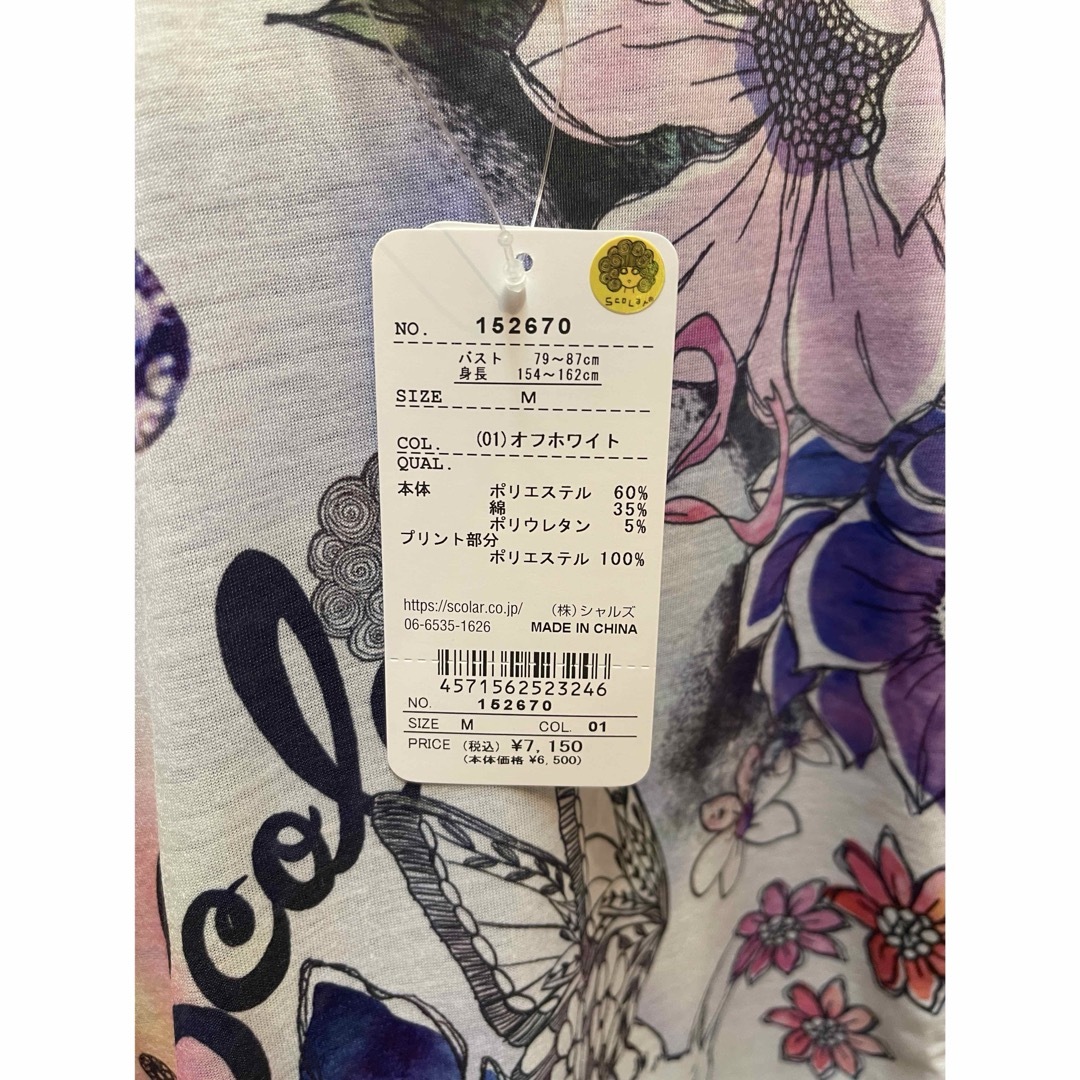 ScoLar
NO. 152670
バスト 79～87cm
身長 154～162cm
SIZE M
COL. (01)オフホワイト
QUAL.
本体 ポリエステル 60%
綿 35%
ポリウレタン 5%
プリント部分
ポリエステル 100%
https://scolar.co.jp/ (株)シャルズ
06-6535-1626 MADE IN CHINA
4571562523246
NO. 152670
SIZE M COL. 01
PRICE (税込) ¥7,150
(本体価格 ¥6,500)